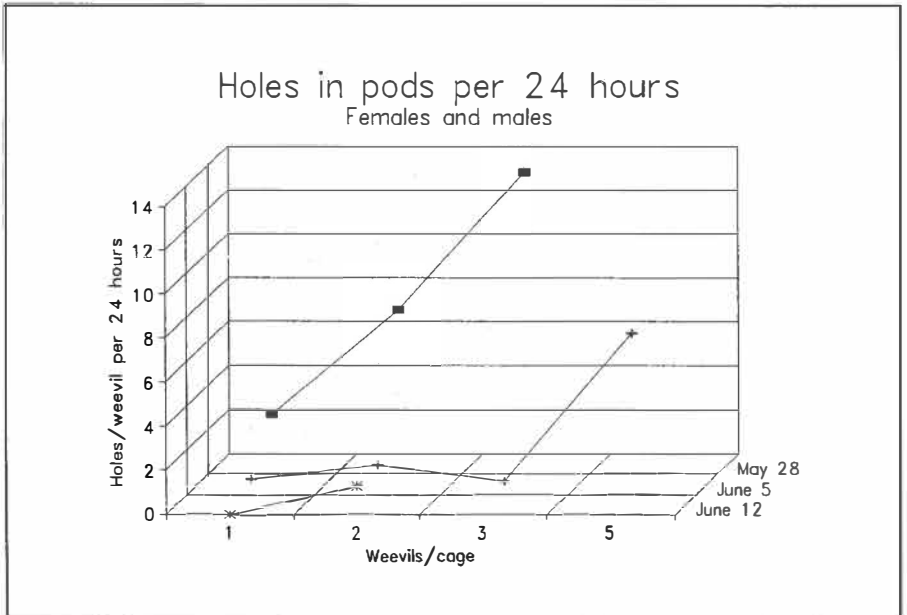 Holes in pods per 24 hours
Females and males
Holes/weevil per 24 hours
14
12
10
8
6
4
2
0
May 28
June 5
June 12
1 2 3 5
Weevils/cage